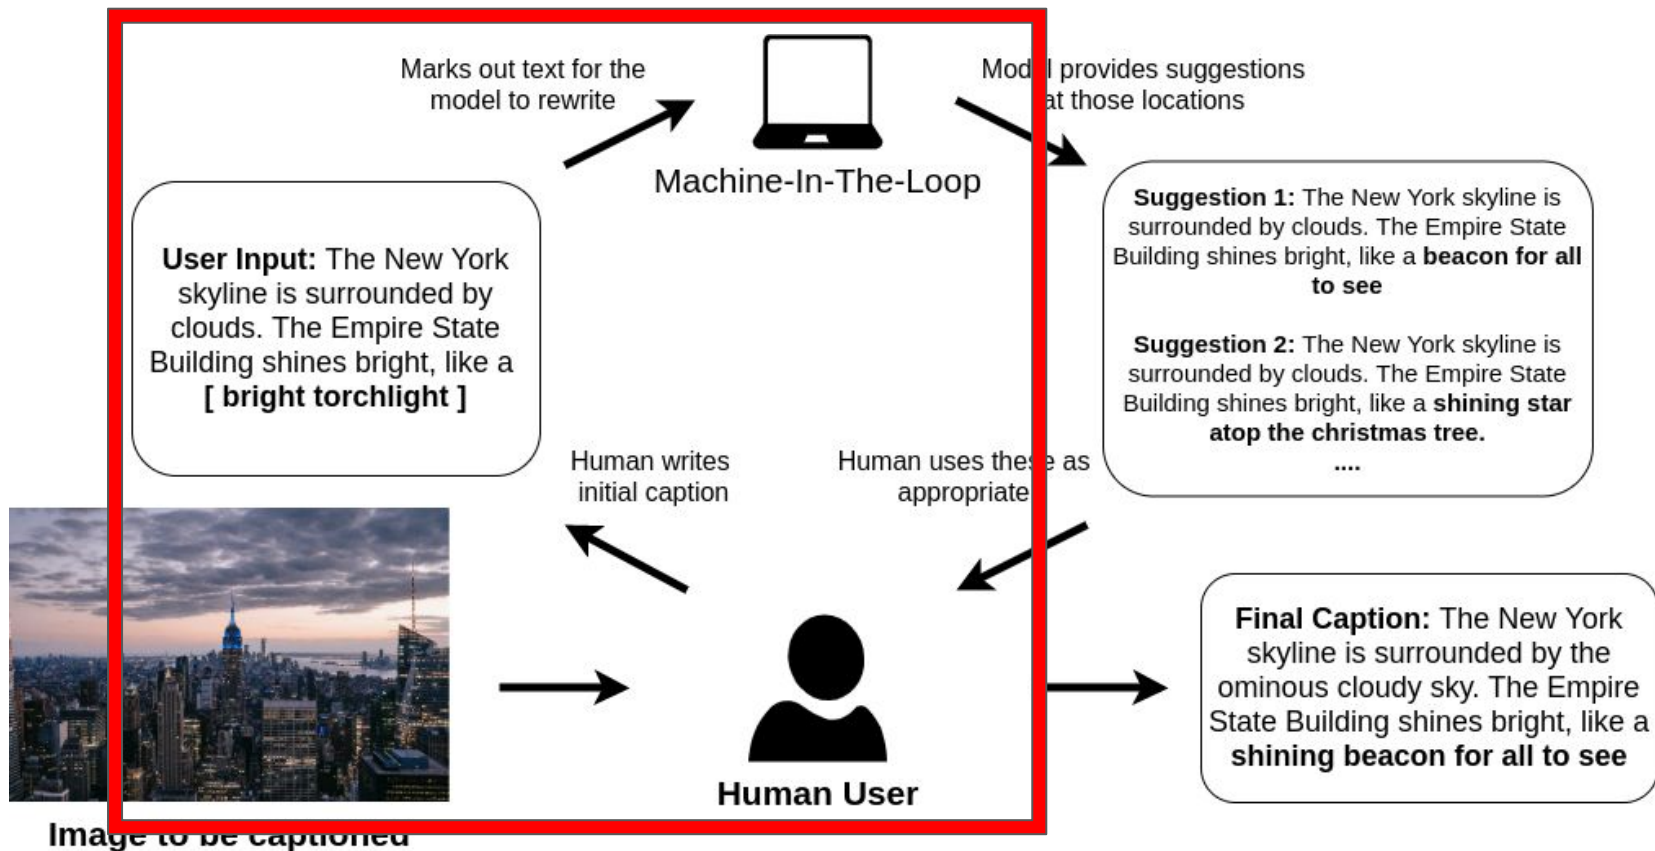 Marks out text for the
model to rewrite
Model provides suggestions
at those locations
Machine-In-The-Loop
User Input: The New York
skyline is surrounded by
clouds. The Empire State
Building shines bright, like a
[ bright torchlight ]
Suggestion 1: The New York skyline is
surrounded by clouds. The Empire State
Building shines bright, like a beacon for all
to see
Suggestion 2: The New York skyline is
surrounded by clouds. The Empire State
Building shines bright, like a shining star
atop the christmas tree.
....
Human writes
initial caption
Human uses these as
appropriate
Human User
Final Caption: The New York
skyline is surrounded by the
ominous cloudy sky. The Empire
State Building shines bright, like a
shining beacon for all to see
Image to be captioned